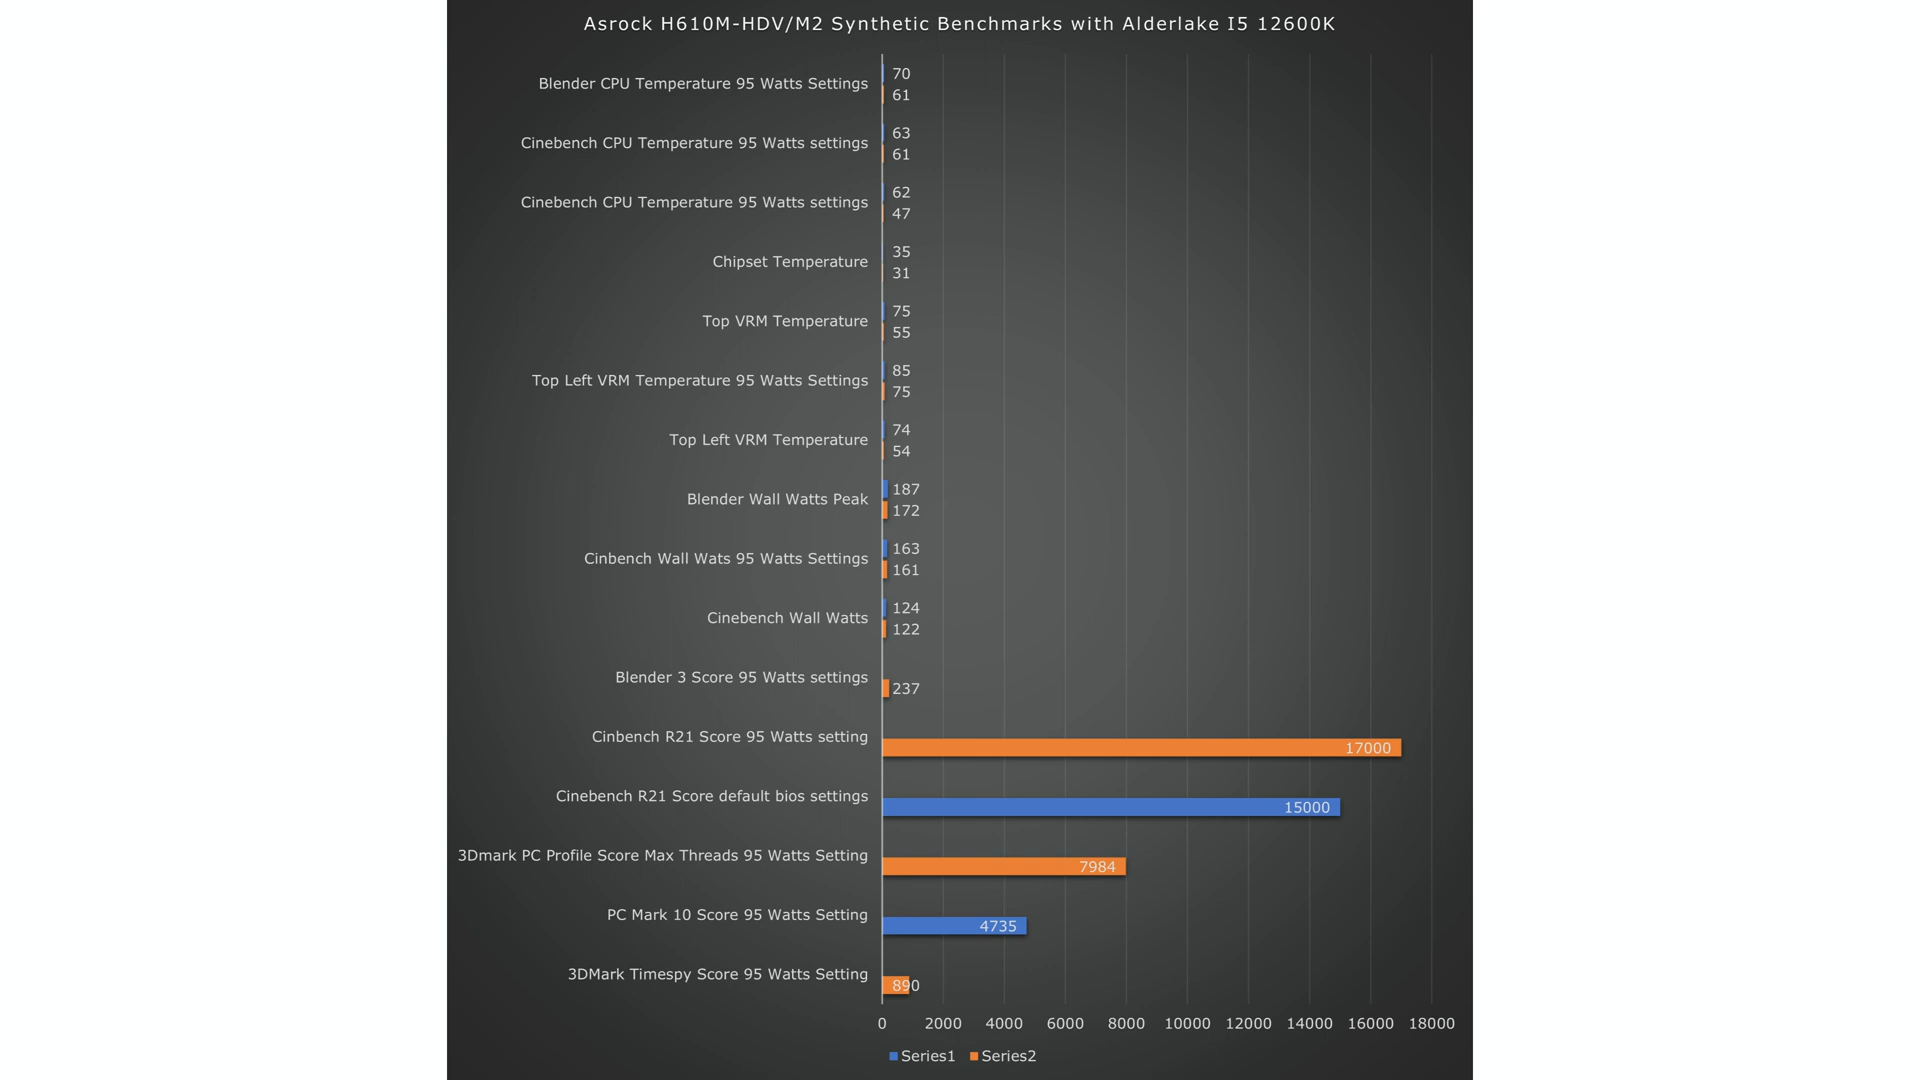 Asrock H610M-HDV/M2 Synthetic Benchmarks with Alderlake I5 12600K
Blender CPU Temperature 95 Watts Settings
70
61
Cinebench CPU Temperature 95 Watts settings
63
61
Cinebench CPU Temperature 95 Watts settings
62
47
Chipset Temperature
35
31
Top VRM Temperature
75
55
Top Left VRM Temperature 95 Watts Settings
85
75
Top Left VRM Temperature
74
54
Blender Wall Watts Peak
187
172
Cinbench Wall Wats 95 Watts Settings
163
161
Cinebench Wall Watts
124
122
Blender 3 Score 95 Watts settings
237
Cinbench R21 Score 95 Watts setting
17000
Cinebench R21 Score default bios settings
15000
3Dmark PC Profile Score Max Threads 95 Watts Setting
7984
PC Mark 10 Score 95 Watts Setting
4735
3DMark Timespy Score 95 Watts Setting
890
0 2000 4000 6000 8000 10000 12000 14000 16000 18000
Series1 Series2